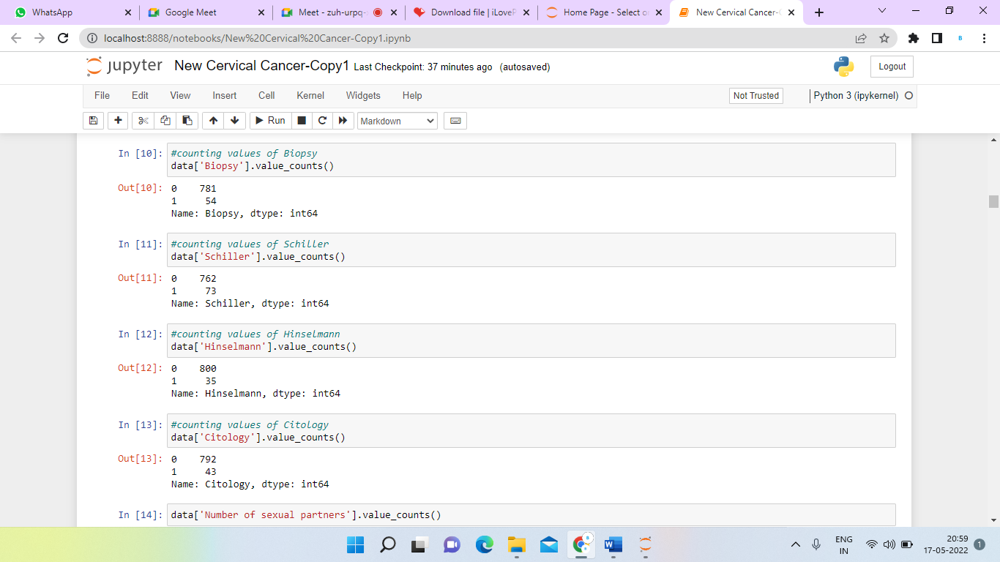 WhatsApp
Google Meet
Meet - zuh-urpq-
Download file | iLoveP
Home Page - Select o
New Cervical Cancer-
localhost:8888/notebooks/New%20Cervical%20Cancer-Copy1.ipynb
B
jupyter New Cervical Cancer-Copy1 Last Checkpoint: 37 minutes ago (autosaved)
Logout
File Edit View Insert Cell Kernel Widgets Help
Not Trusted
Python 3 (ipykernel)
Run
Markdown
In [10]: #counting values of Biopsy
data['Biopsy'].value_counts()
Out[10]: 0 781
1 54
Name: Biopsy, dtype: int64
In [11]: #counting values of Schiller
data['Schiller'].value_counts()
Out[11]: 0 762
1 73
Name: Schiller, dtype: int64
In [12]: #counting values of Hinselmann
data['Hinselmann'].value_counts()
Out[12]: 0 800
1 35
Name: Hinselmann, dtype: int64
In [13]: #counting values of Citology
data['Citology'].value_counts()
Out[13]: 0 792
1 43
Name: Citology, dtype: int64
In [14]: data['Number of sexual partners'].value_counts()
ENG
IN
20:59
17-05-2022
1